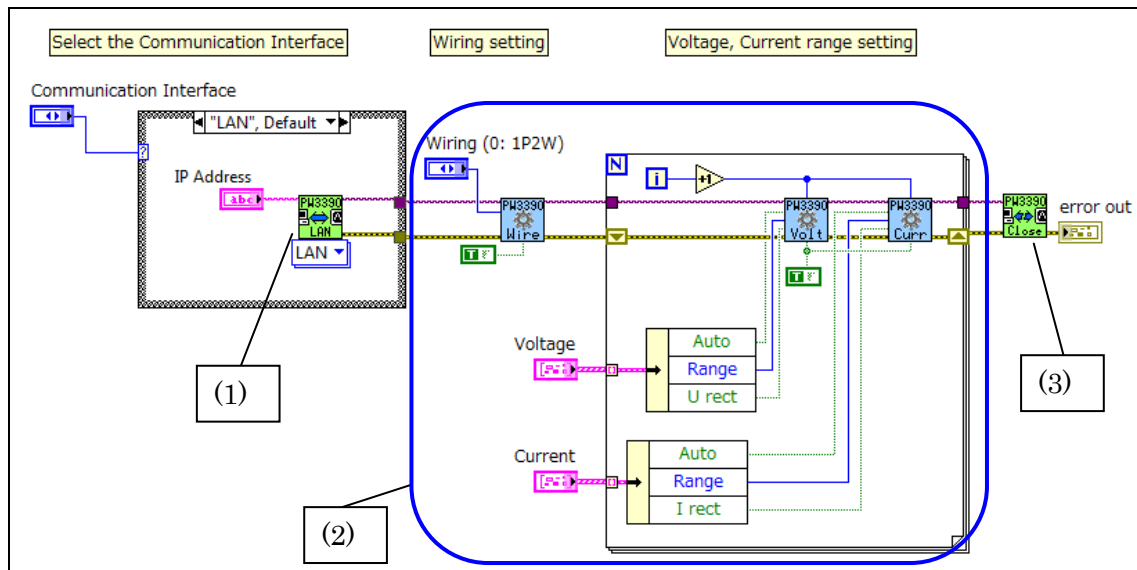 Select the Communication Interface
Wiring setting
Voltage, Current range setting
Communication Interface
"LAN", Default
?
IP Address
abc
PW3390
LAN
LAN
Wiring (0: 1P2W)
PW3390
Wire
T
N
i
+1
PW3390
Volt
PW3390
Curr
T
PW3390
Close
error out
Voltage
Auto
Range
U rect
Current
Auto
Range
I rect
(1)
(2)
(3)